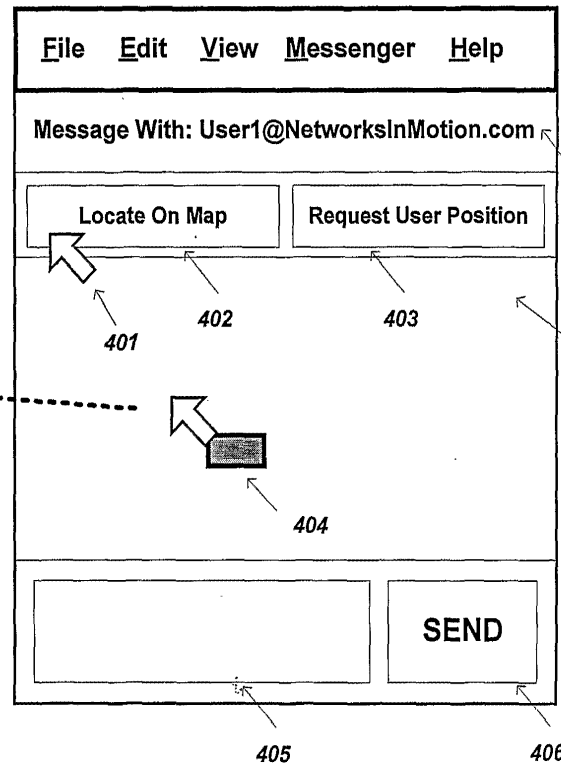 File Edit View Messenger Help
Message With: User1@NetworksInMotion.com
Locate On Map Request User Position
401 402 403
404
SEND
405 406